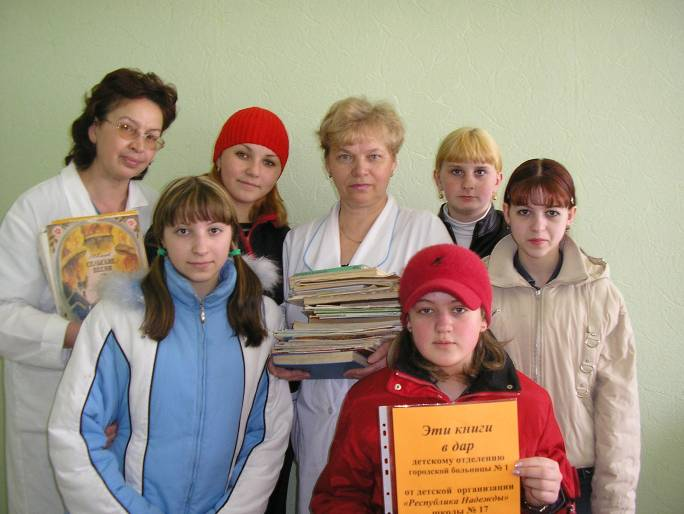 Эти книги
в дар
детскому отделению
городской больницы № 1
от детской организации
«Республика Надежды»
школы № 17